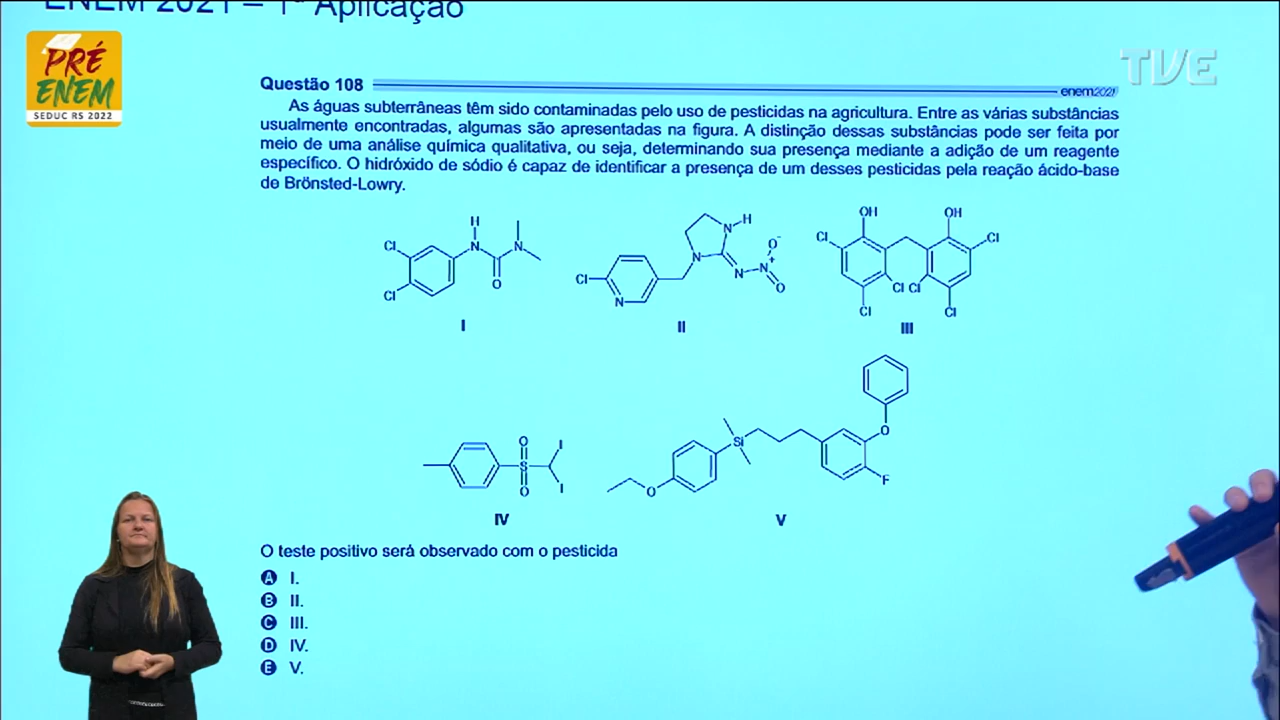 ENEM 2021 – 1ª Aplicação
PRÉ
ENEM
SEDUC RS 2022
TVE
Questão 108
enem2021
As águas subterrâneas têm sido contaminadas pelo uso de pesticidas na agricultura. Entre as várias substâncias
usualmente encontradas, algumas são apresentadas na figura. A distinção dessas substâncias pode ser feita por
meio de uma análise química qualitativa, ou seja, determinando sua presença mediante a adição de um reagente
específico. O hidróxido de sódio é capaz de identificar a presença de um desses pesticidas pela reação ácido-base
de Brönsted-Lowry.
Cl Cl H N N O
I
Cl N N N H N N+ O- O
II
OH OH Cl Cl Cl Cl Cl Cl
III
O S O I I
IV
O Si O F
V
O teste positivo será observado com o pesticida
A I.
B II.
C III.
D IV.
E V.